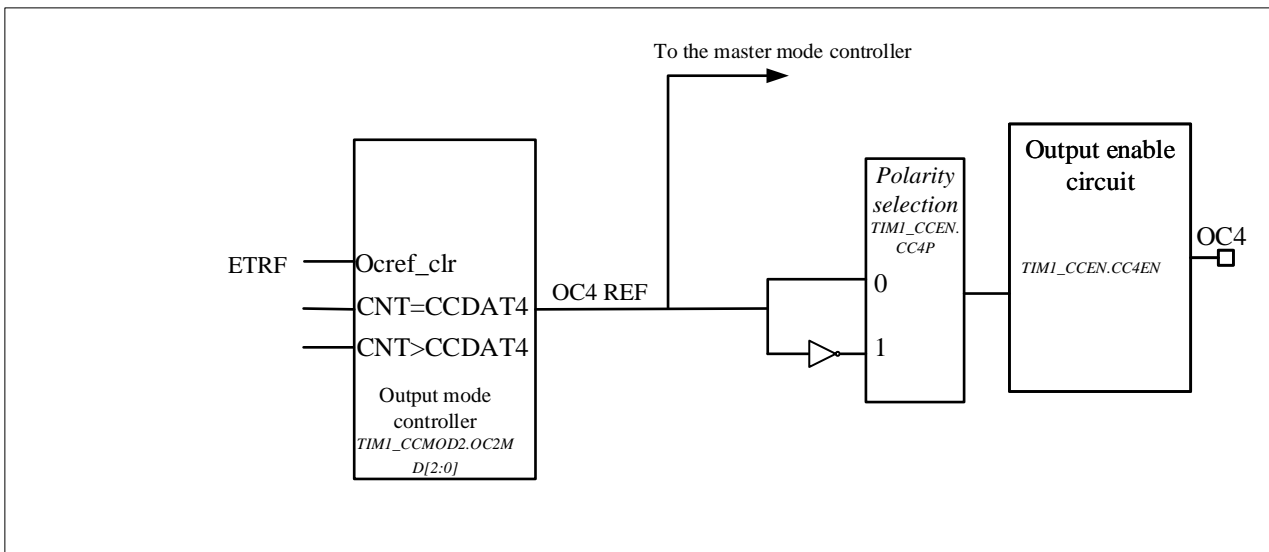 To the master mode controller
Output enable
circuit
Polarity
selection
TIM1_CCEN.
CC4P
OC4
ETRF
Ocref_clr
TIM1_CCEN.CC4EN
0
OC4 REF
CNT=CCDAT4
CNT>CCDAT4
1
Output mode
controller
TIM1_CCMOD2.OC2M
D[2:0]